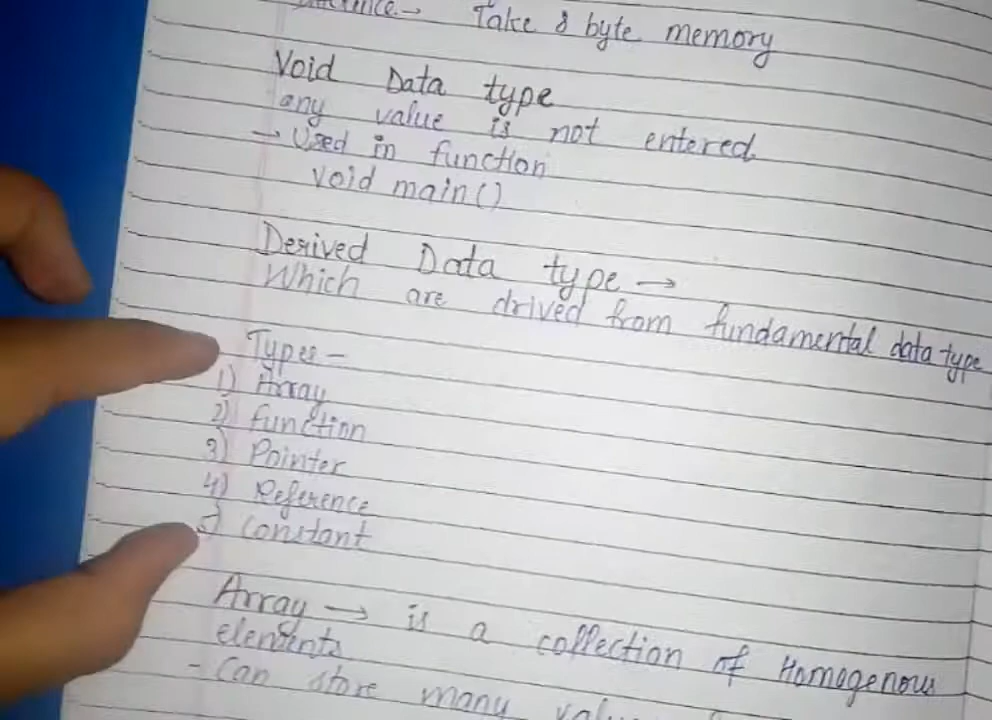 Take 8 byte memory
Void Data type
any value is not entered.
→ Used in function
void main()
Derived Data type →
Which are drived from fundamental data type
Types –
1) Array
2) function
3) Pointer
4) Reference
5) constant
Array → is a collection of Homogenous
elements
- Can store many